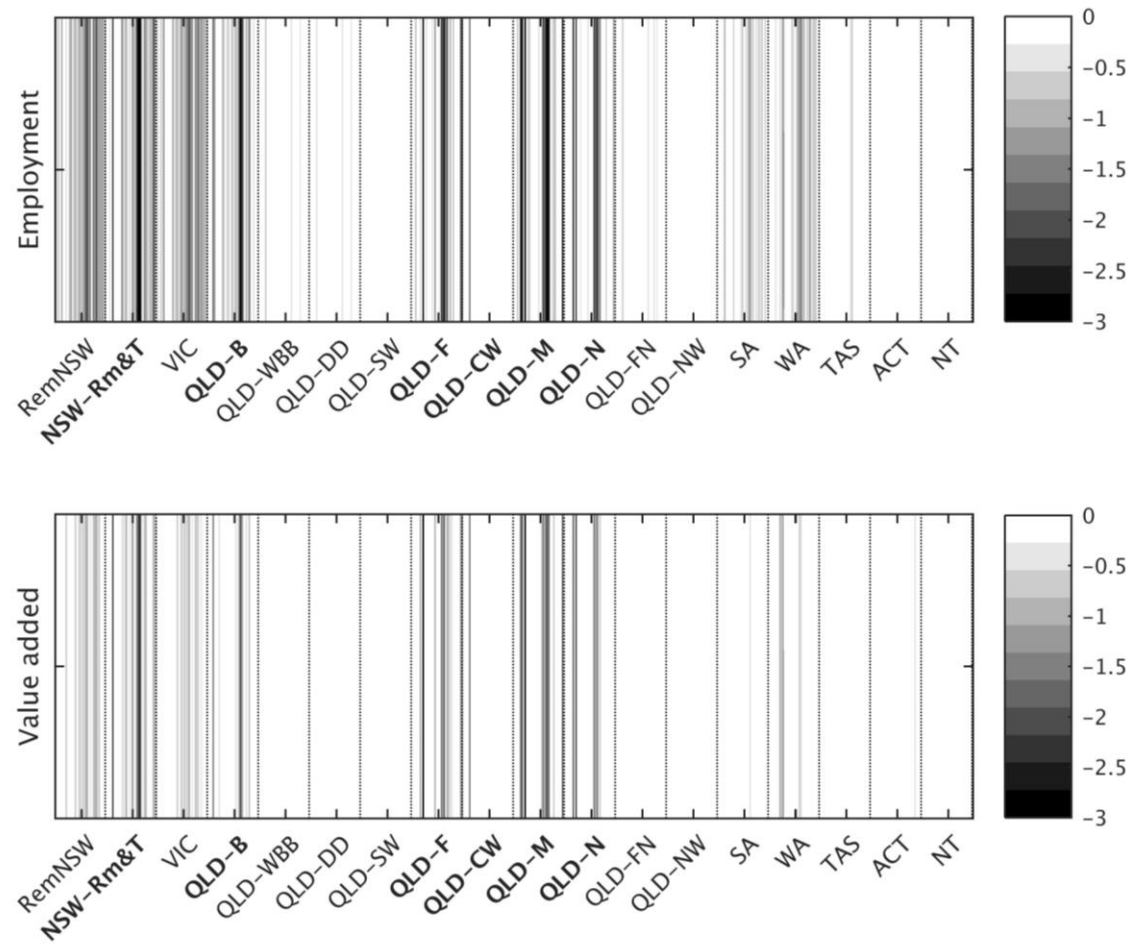 Employment
0
−0.5
−1
−1.5
−2
−2.5
−3
RemNSW
NSW−Rm&T
VIC
QLD−B
QLD−WBB
QLD−DD
QLD−SW
QLD−F
QLD−CW
QLD−M
QLD−N
QLD−FN
QLD−NW
SA
WA
TAS
ACT
NT
Value added
0
−0.5
−1
−1.5
−2
−2.5
−3
RemNSW
NSW−Rm&T
VIC
QLD−B
QLD−WBB
QLD−DD
QLD−SW
QLD−F
QLD−CW
QLD−M
QLD−N
QLD−FN
QLD−NW
SA
WA
TAS
ACT
NT